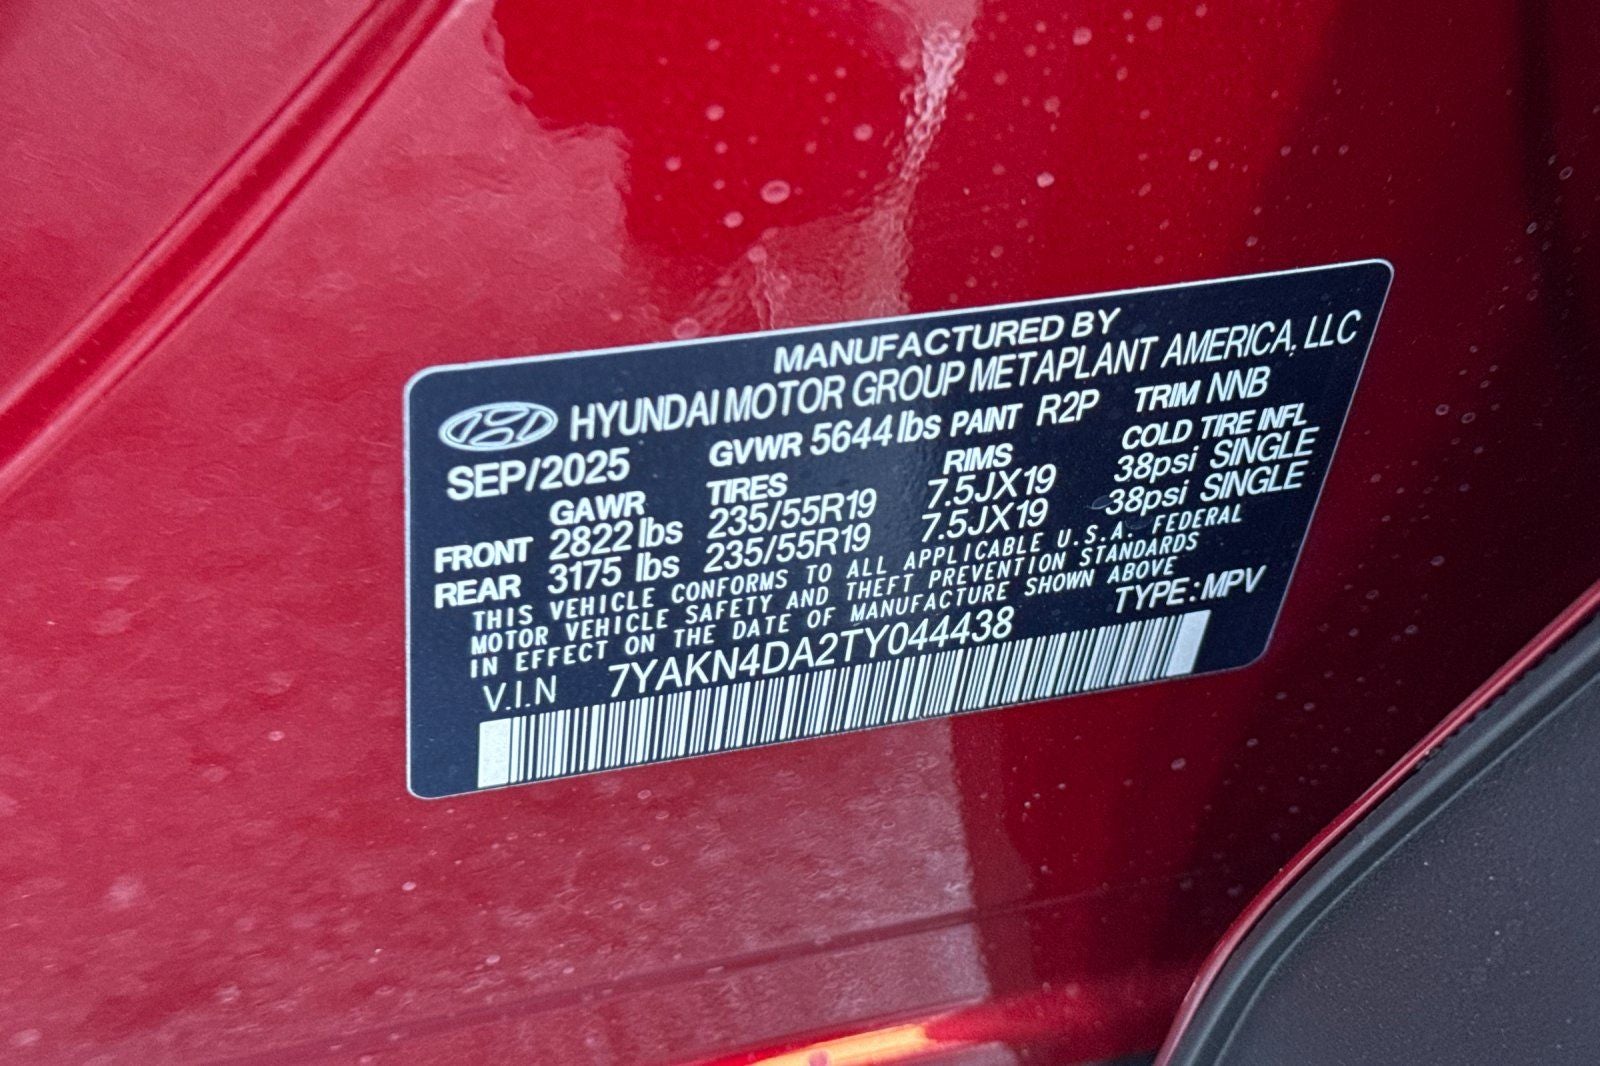 MANUFACTURED BY
HYUNDAI MOTOR GROUP METAPLANT AMERICA, LLC
SEP/2025 GVWR 5644 lbs PAINT R2P TRIM NNB
GAWR TIRES RIMS COLD TIRE INFL
FRONT 2822 lbs 235/55R19 7.5JX19 38psi SINGLE
REAR 3175 lbs 235/55R19 7.5JX19 38psi SINGLE
THIS VEHICLE CONFORMS TO ALL APPLICABLE U.S.A. FEDERAL
MOTOR VEHICLE SAFETY AND THEFT PREVENTION STANDARDS
IN EFFECT ON THE DATE OF MANUFACTURE SHOWN ABOVE
V.I.N 7YAKN4DA2TY044438 TYPE: MPV